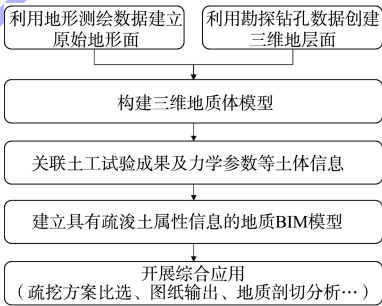 利用地形测绘数据建立
原始地形面
利用勘探钻孔数据创建
三维地层面
构建三维地质体模型
关联土工试验成果及力学参数等土体信息
建立具有疏浚土属性信息的地质BIM模型
开展综合应用
（疏挖方案比选、图纸输出、地质剖切分析…）